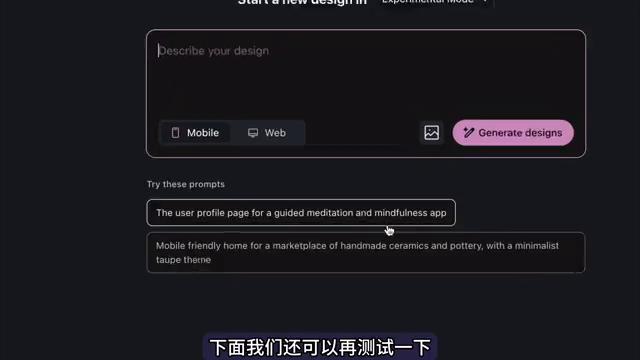 Start a new design in Experimental Mode
Describe your design
Mobile
Web
Generate designs
Try these prompts
The user profile page for a guided meditation and mindfulness app
Mobile friendly home for a marketplace of handmade ceramics and pottery, with a minimalist
taupe theme
下面我们还可以再测试一下